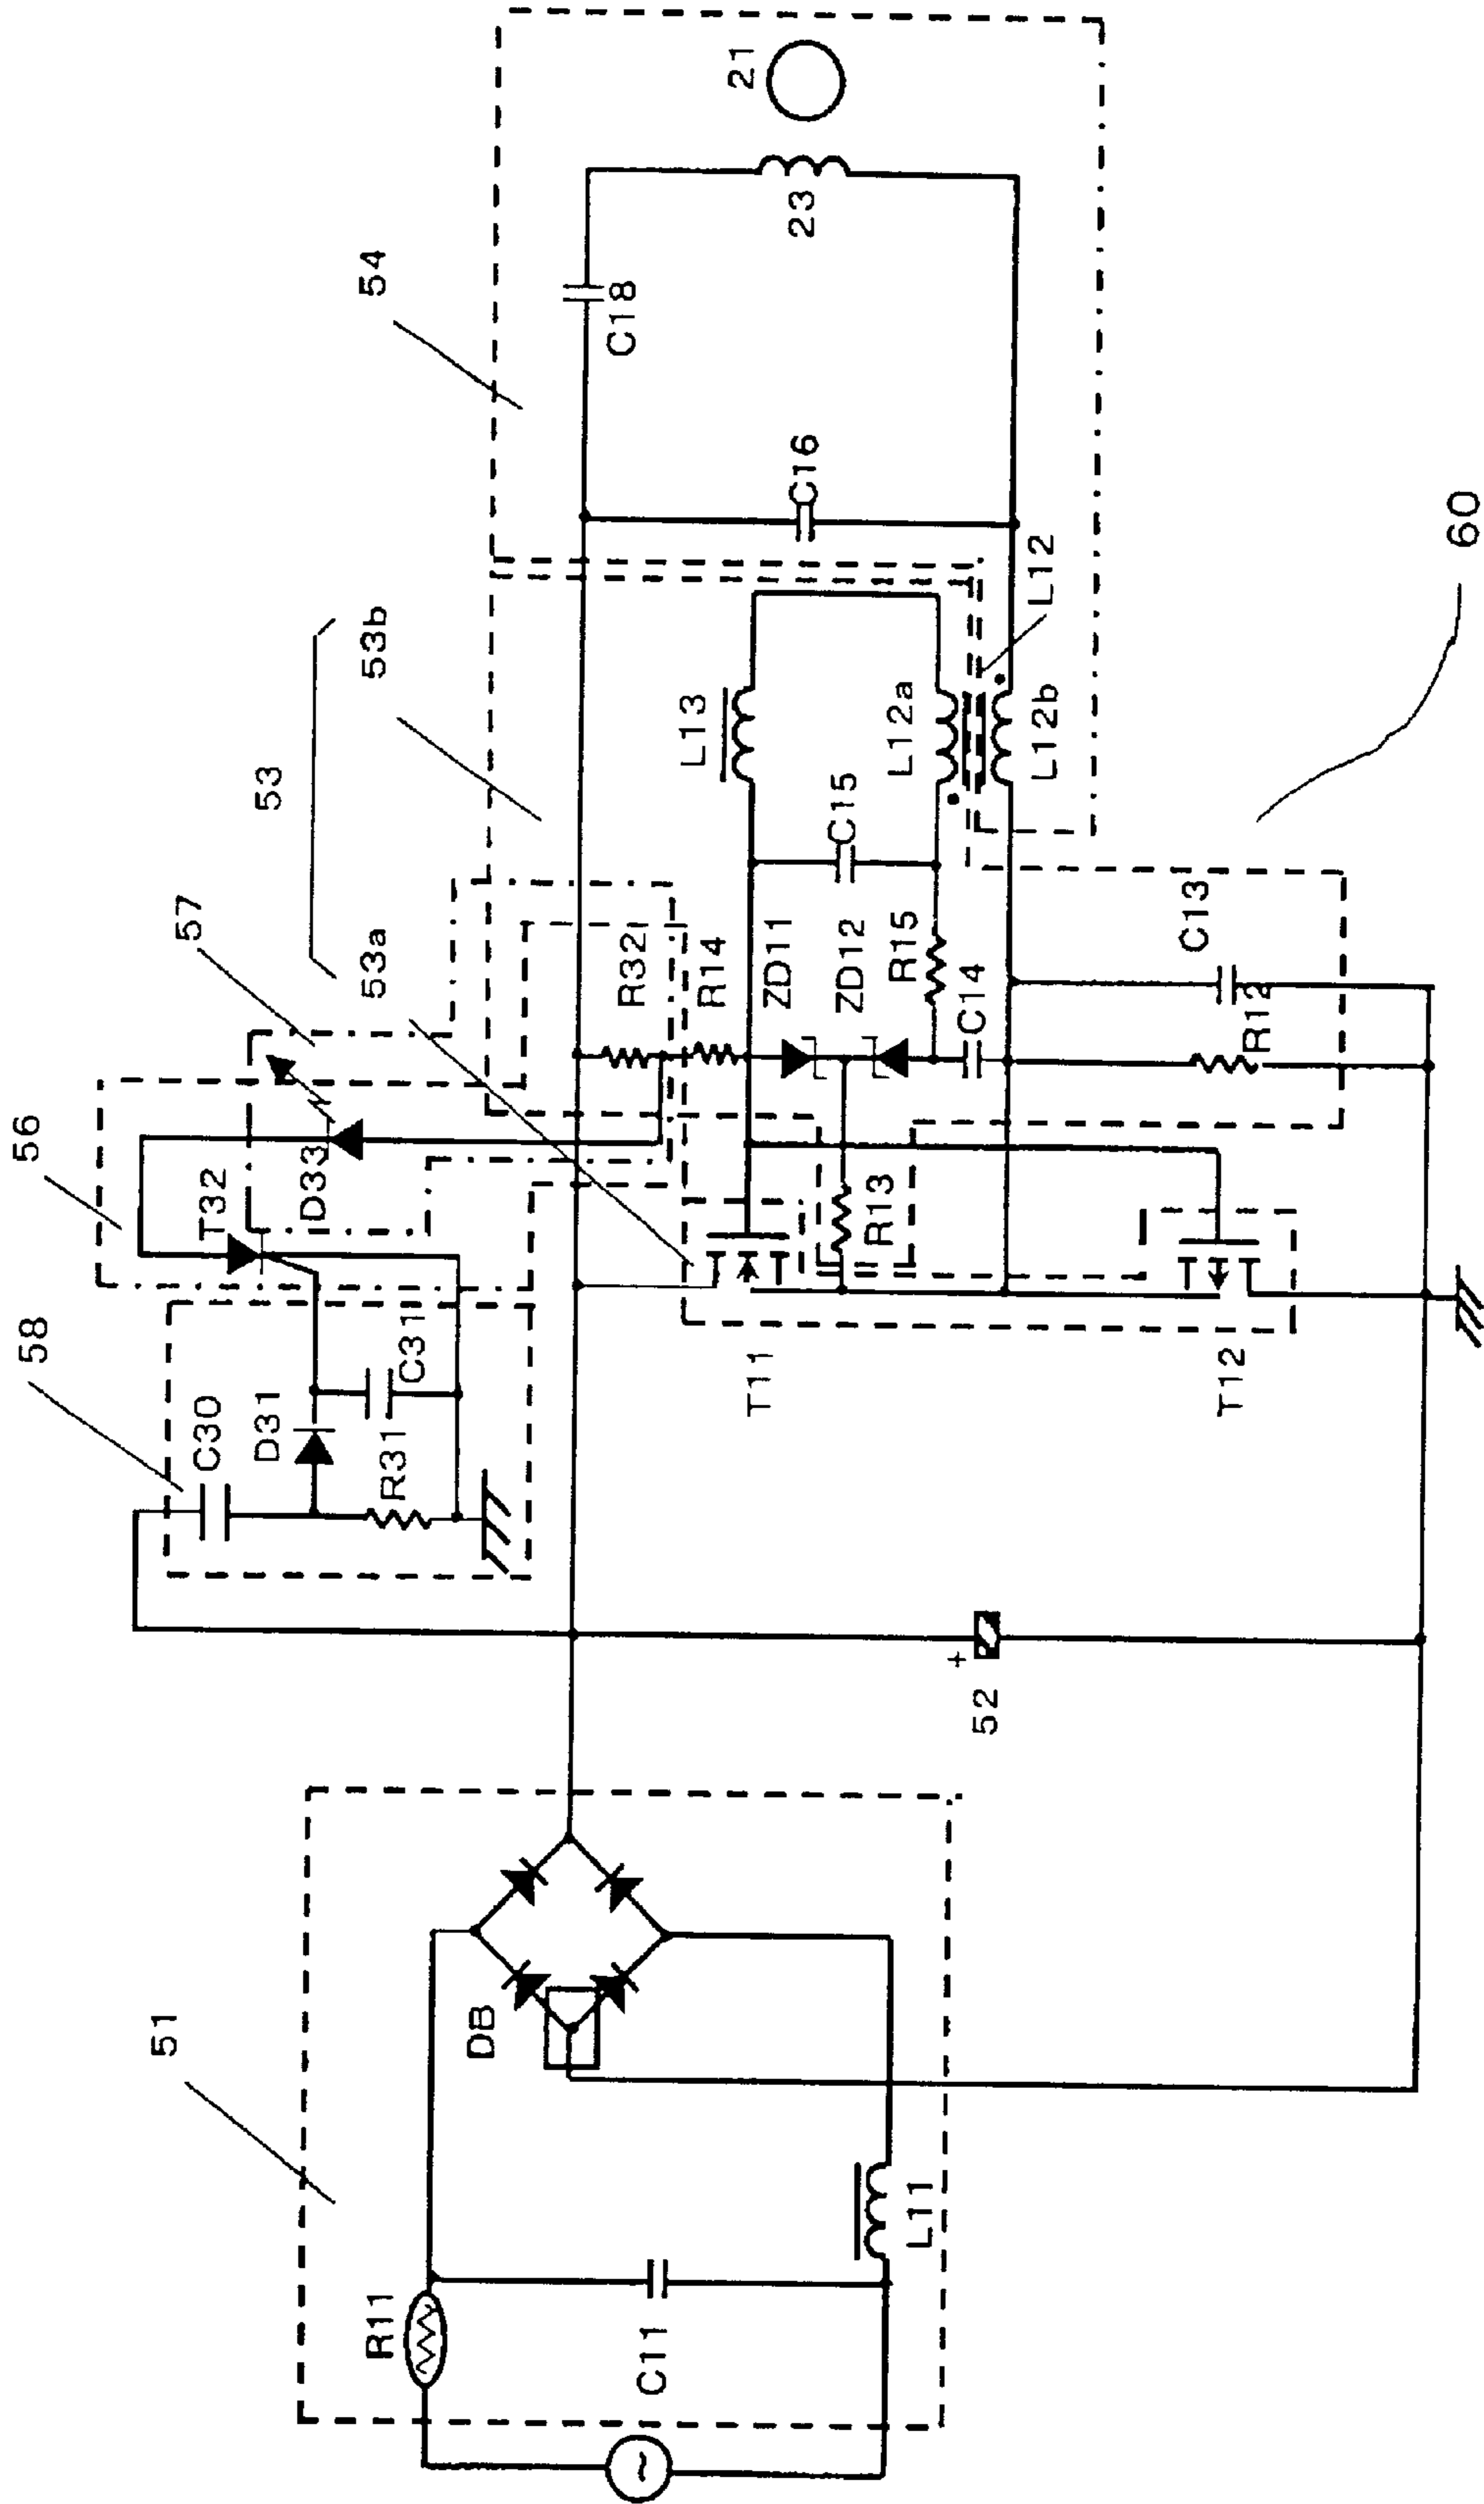 58
56
57
53
53a
53b
54
51
C30
D31
R31
C31
T32
D33
R32
R14
ZD11
ZD12
R15
C14
C15
L13
L12a
L12b
L12
C16
C18
23
21
R11
C11
~
L11
DB
+
52
T11
T12
R13
C13
60